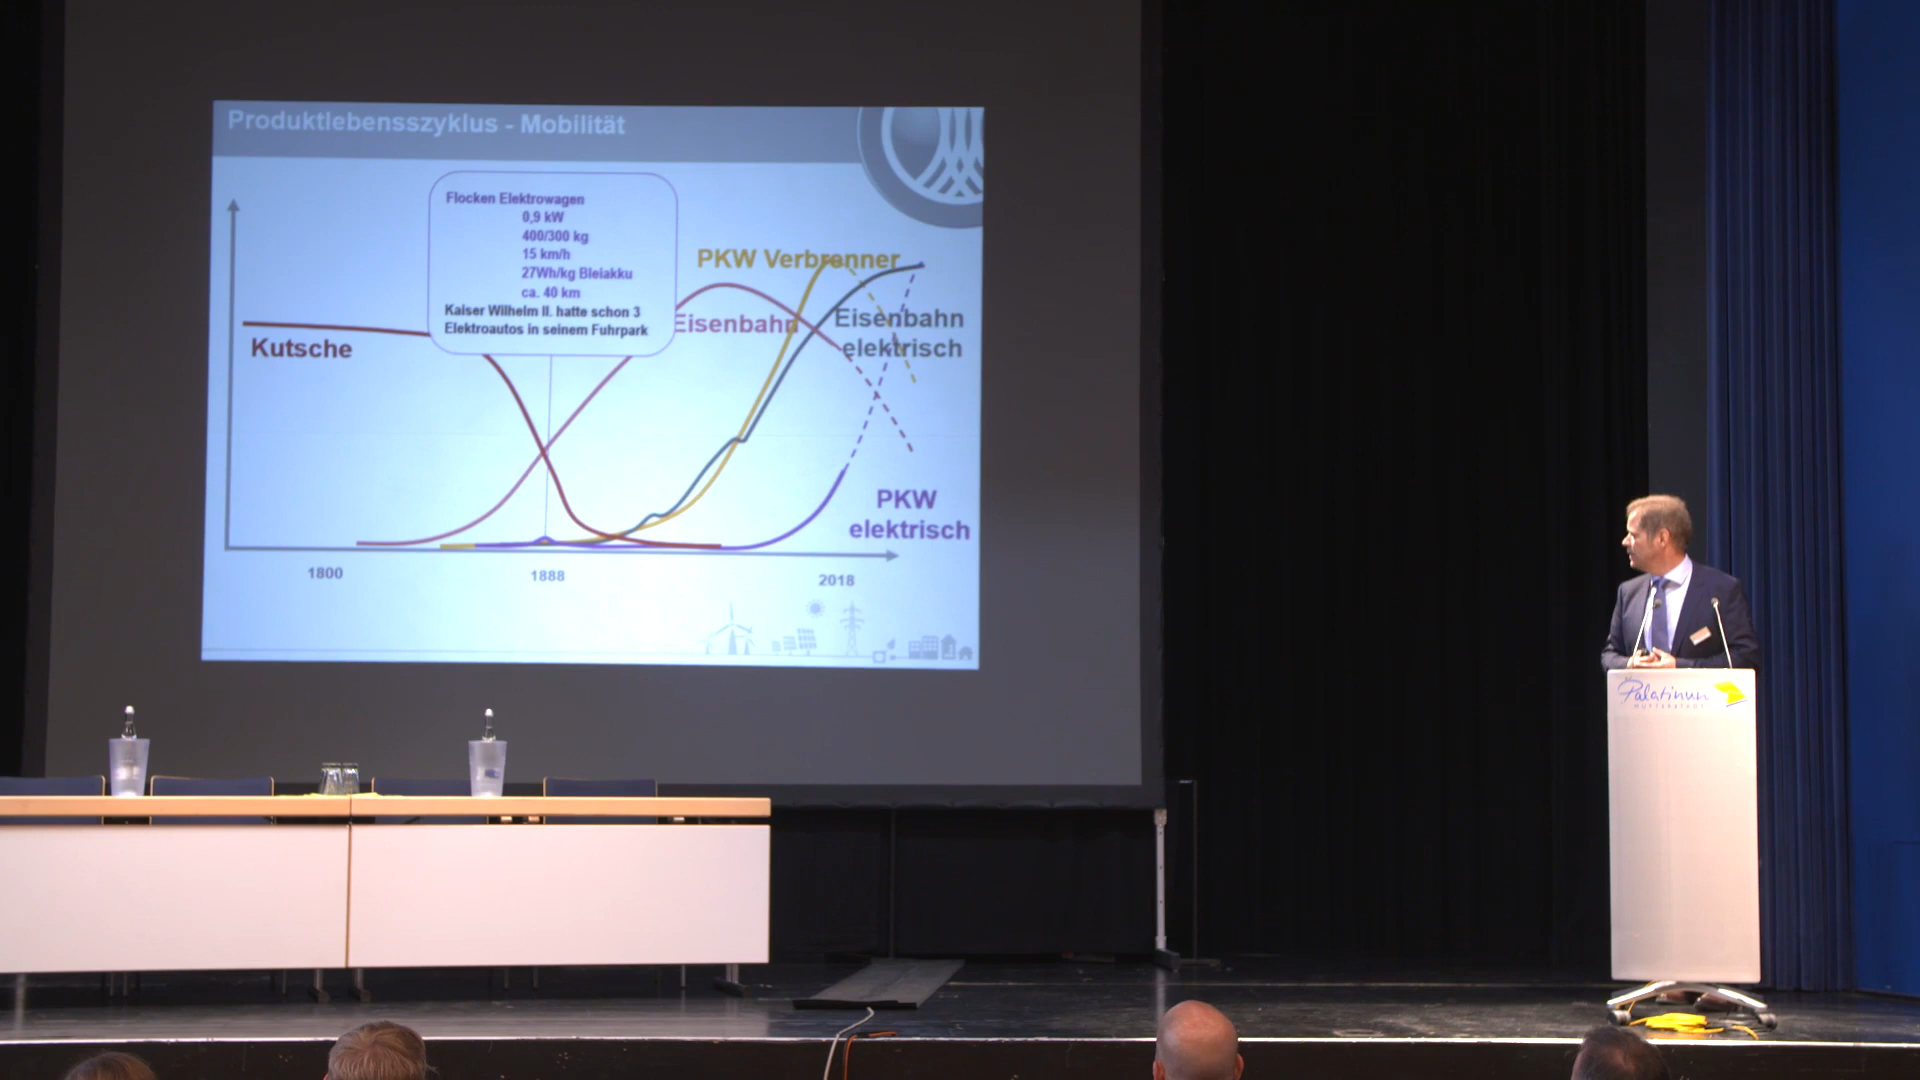 Produktlebensszyklus - Mobilität
Flocken Elektrowagen
0,9 kW
400/300 kg
15 km/h
27Wh/kg Bleiakku
ca. 40 km
Kaiser Wilhelm II. hatte schon 3
Elektroautos in seinem Fuhrpark
PKW Verbrenner
Eisenbahn
Eisenbahn
elektrisch
Kutsche
PKW
elektrisch
1800
1888
2018
Palatinum
MUTTERSTADT